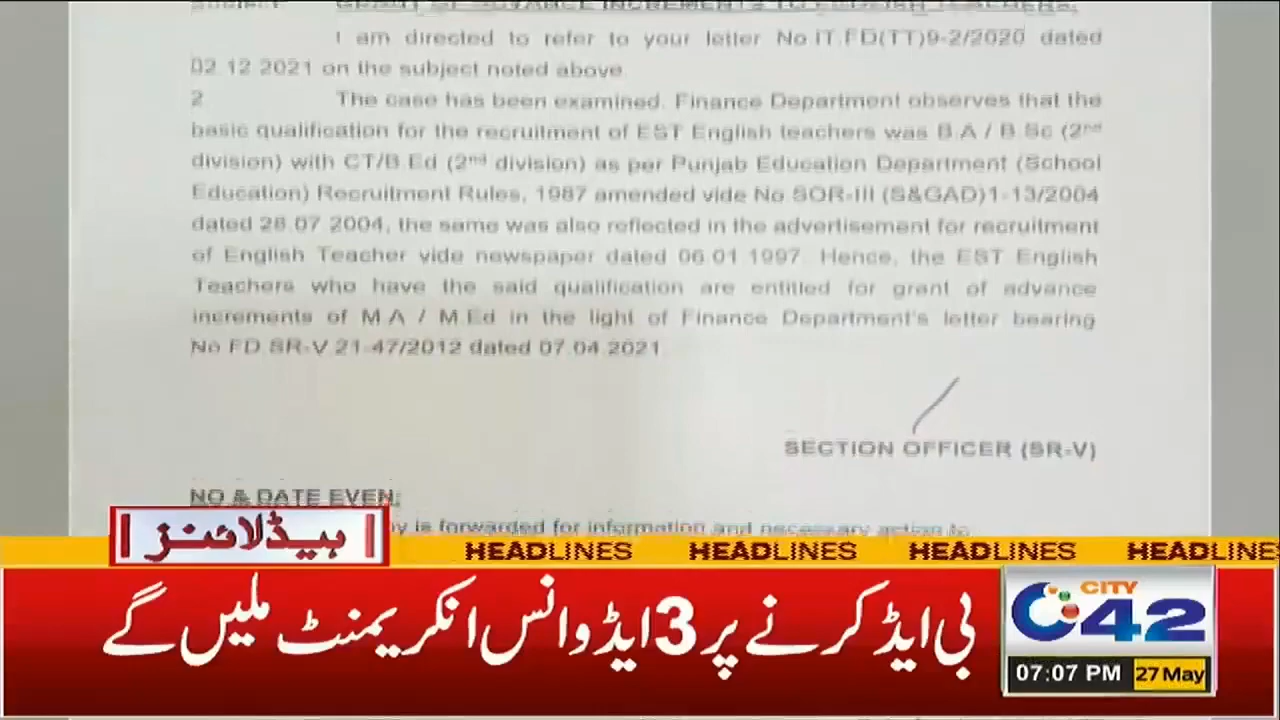 GRANT OF ADVANCE INCREMENTS TO ENGLISH TEACHERS.
I am directed to refer to your letter No.IT.FD(TT)9-2/2020 dated
02.12.2021 on the subject noted above.
2 The case has been examined. Finance Department observes that the
basic qualification for the recruitment of EST English teachers was B.A / B.Sc (2nd
division) with CT/B.Ed (2nd division) as per Punjab Education Department (School
Education) Recruitment Rules, 1987 amended vide No.SOR-III (S&GAD)1-13/2004
dated 28.07.2004, the same was also reflected in the advertisement for recruitment
of English Teacher vide newspaper dated 06.01.1997. Hence, the EST English
Teachers who have the said qualification are entitled for grant of advance
increments of M.A / M.Ed in the light of Finance Department's letter bearing
No.FD.SR-V.21-47/2012 dated 07.04.2021.
SECTION OFFICER (SR-V)
NO & DATE EVEN:
is forwarded for information and necessary action to
ہیڈلائنز
HEADLINES HEADLINES HEADLINES HEADLINES
بی ایڈ کرنے پر 3 ایڈوانس انکریمنٹ ملیں گے
CITY
42
07:07 PM 27 May